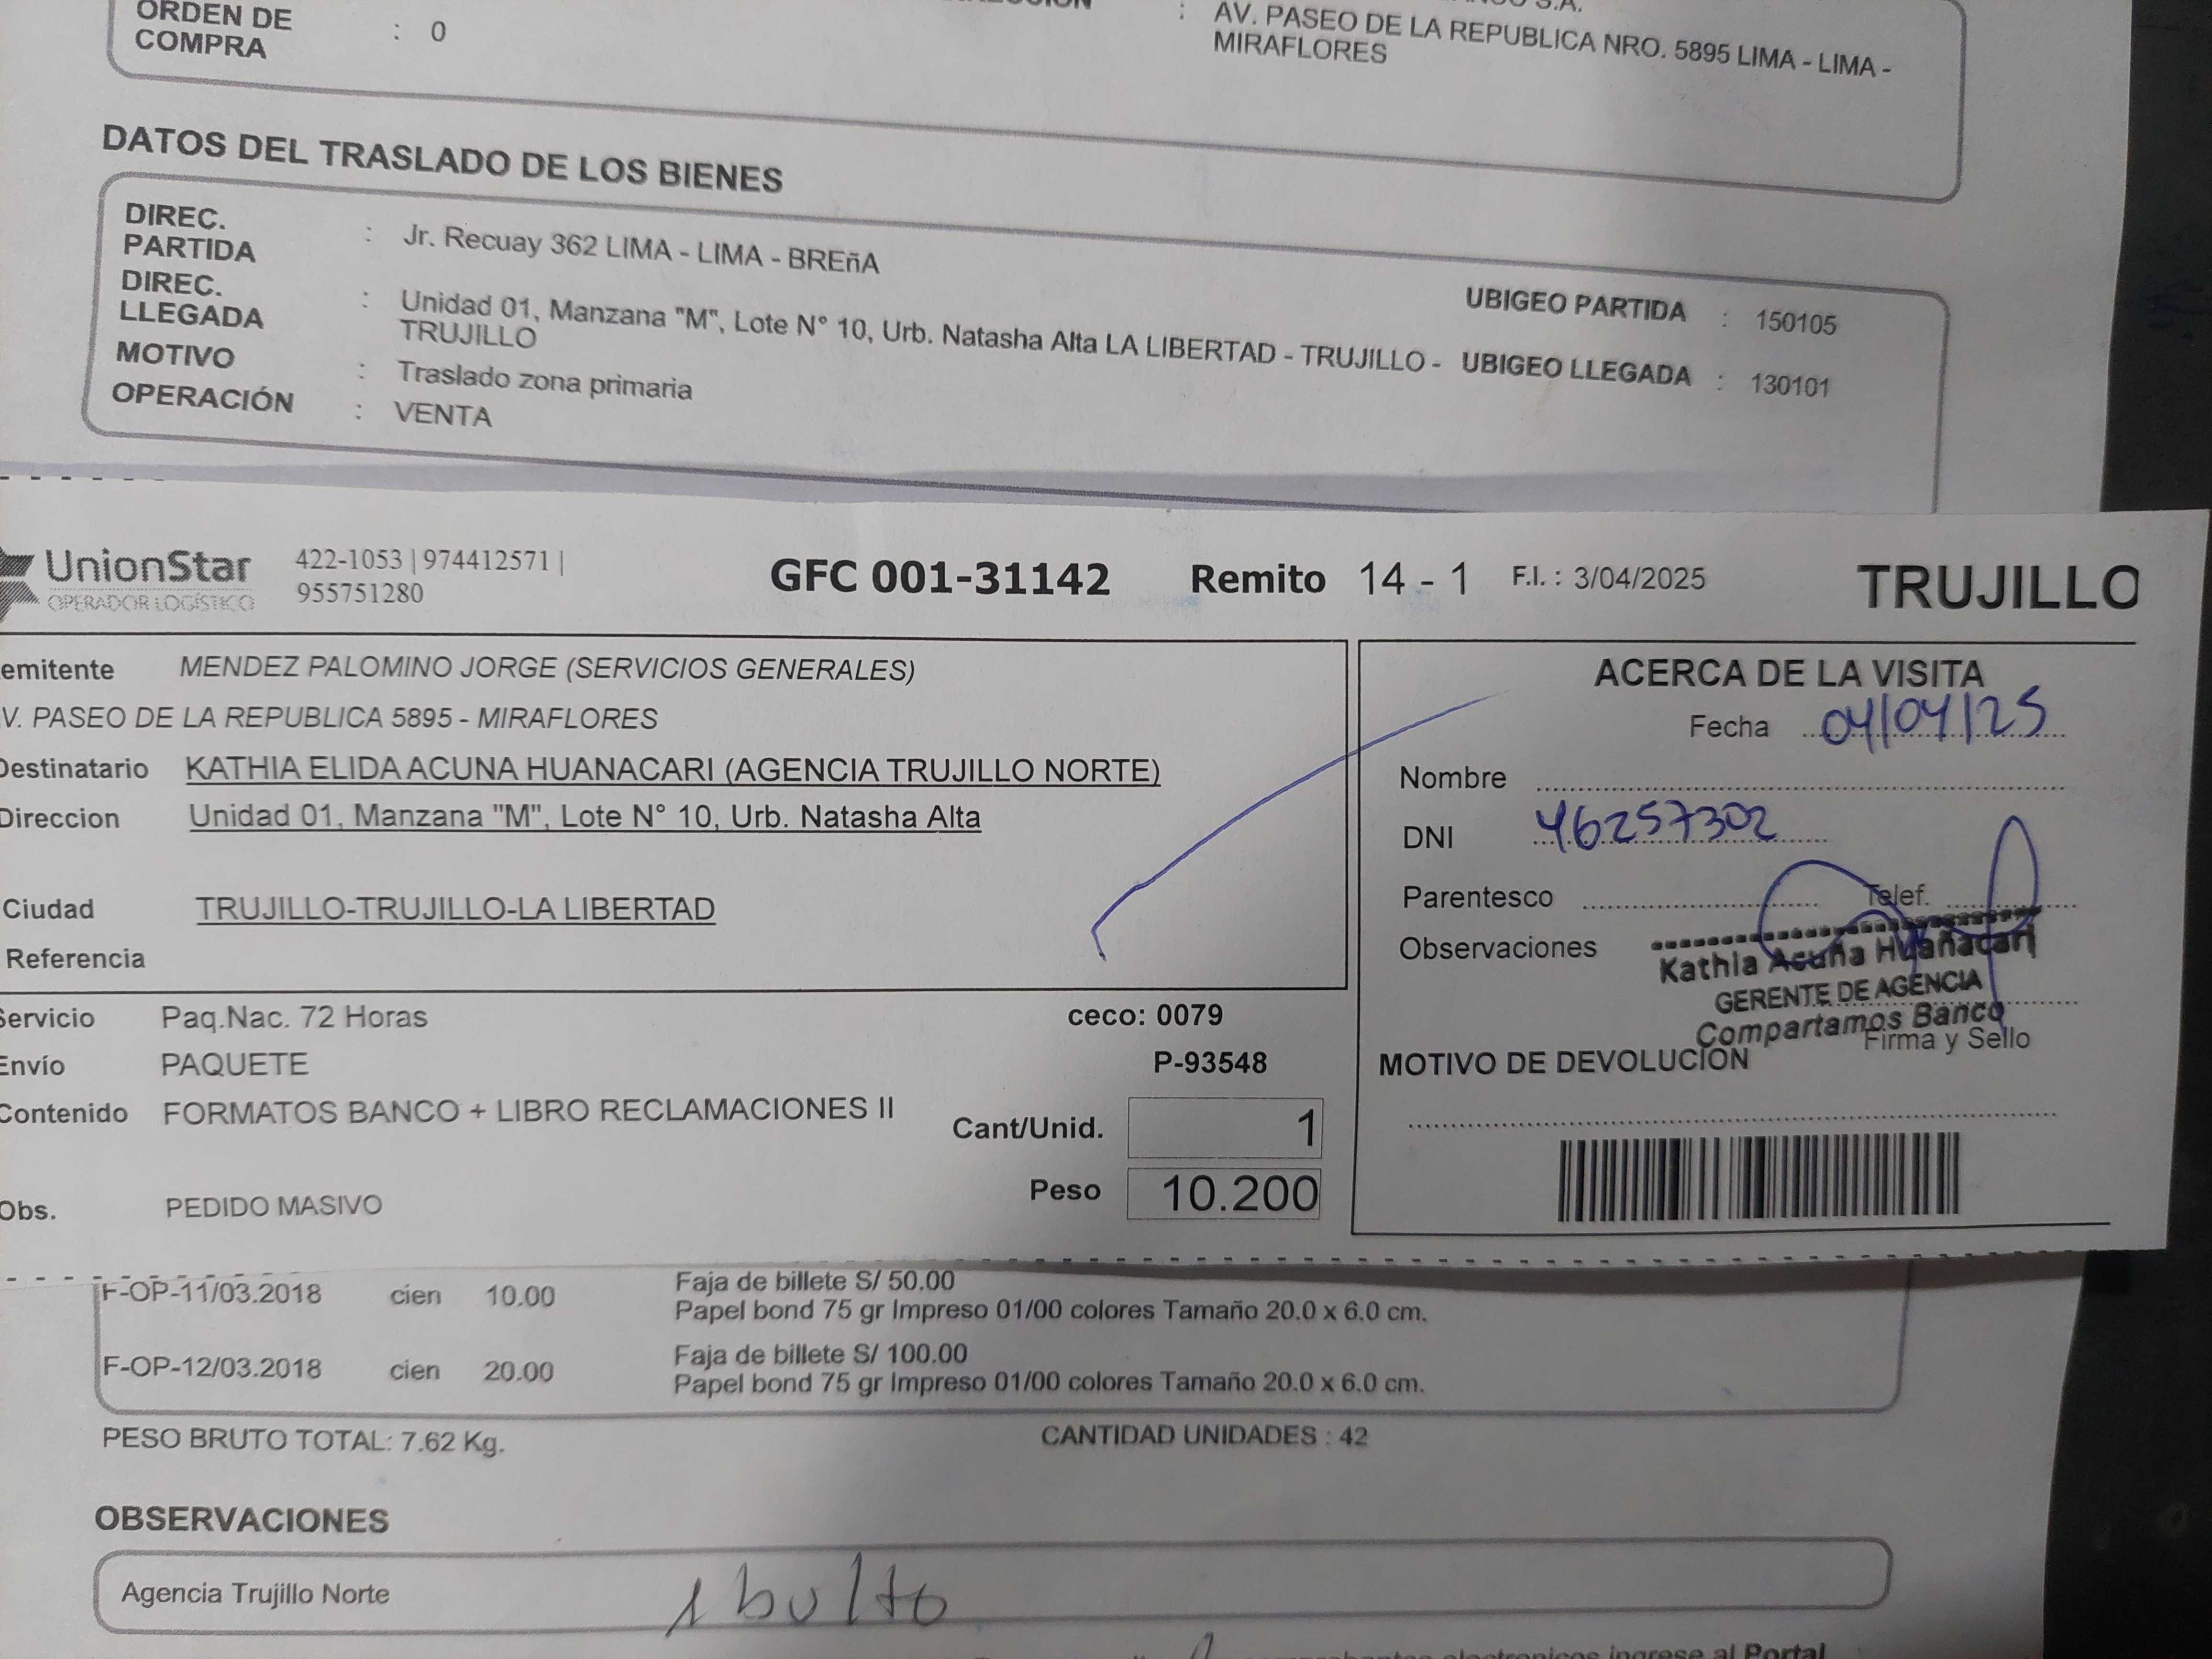 ORDEN DE
COMPRA : 0
: AV. PASEO DE LA REPUBLICA NRO. 5895 LIMA - LIMA -
MIRAFLORES
DATOS DEL TRASLADO DE LOS BIENES
DIREC.
PARTIDA : Jr. Recuay 362 LIMA - LIMA - BREñA
UBIGEO PARTIDA : 150105
DIREC.
LLEGADA : Unidad 01, Manzana "M", Lote N° 10, Urb. Natasha Alta LA LIBERTAD - TRUJILLO -
TRUJILLO
UBIGEO LLEGADA : 130101
MOTIVO : Traslado zona primaria
OPERACIÓN : VENTA
UnionStar
OPERADOR LOGÍSTICO
422-1053 | 974412571 |
955751280
GFC 001-31142 Remito 14 - 1 F.I. : 3/04/2025 TRUJILLO
emitente MENDEZ PALOMINO JORGE (SERVICIOS GENERALES)
V. PASEO DE LA REPUBLICA 5895 - MIRAFLORES
Destinatario KATHIA ELIDA ACUNA HUANACARI (AGENCIA TRUJILLO NORTE)
Direccion Unidad 01, Manzana "M", Lote N° 10, Urb. Natasha Alta
Ciudad TRUJILLO-TRUJILLO-LA LIBERTAD
Referencia
Servicio Paq.Nac. 72 Horas
ceco: 0079
Envío PAQUETE
P-93548
Contenido FORMATOS BANCO + LIBRO RECLAMACIONES II
Cant/Unid. 1
Peso 10.200
Obs. PEDIDO MASIVO
ACERCA DE LA VISITA
Fecha 04/04/25
Nombre
DNI 46257302
Parentesco Telef.
Observaciones
Kathia Acuña Huañacari
GERENTE DE AGENCIA
Compartamos Banco
Firma y Sello
MOTIVO DE DEVOLUCIÓN
F-OP-11/03.2018 cien 10.00 Faja de billete S/ 50.00
Papel bond 75 gr Impreso 01/00 colores Tamaño 20.0 x 6.0 cm.
F-OP-12/03.2018 cien 20.00 Faja de billete S/ 100.00
Papel bond 75 gr Impreso 01/00 colores Tamaño 20.0 x 6.0 cm.
PESO BRUTO TOTAL: 7.62 Kg. CANTIDAD UNIDADES : 42
OBSERVACIONES
Agencia Trujillo Norte 1 bulto
electronicos ingrese al Portal